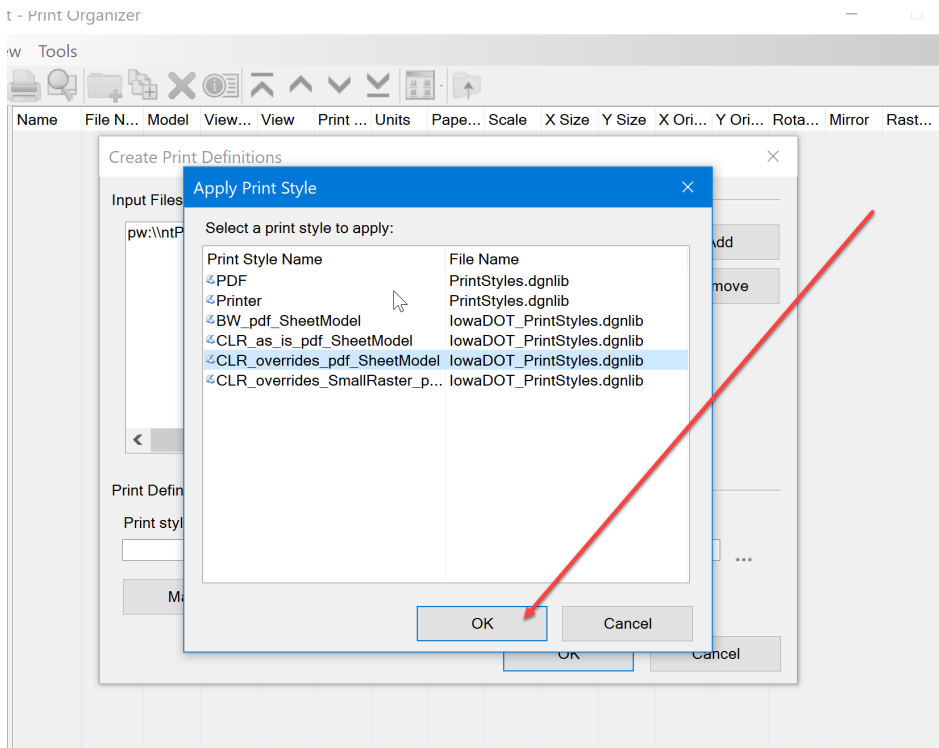 t - Print Organizer
ew Tools
Name File N... Model View... View Print ... Units Pape... Scale X Size Y Size X Ori... Y Ori... Rota... Mirror Rast...
Create Print Definitions
Input Files
pw:\\ntP
Add
move
Apply Print Style
Select a print style to apply:
Print Style Name File Name
PDF PrintStyles.dgnlib
Printer PrintStyles.dgnlib
BW_pdf_SheetModel IowaDOT_PrintStyles.dgnlib
CLR_as_is_pdf_SheetModel IowaDOT_PrintStyles.dgnlib
CLR_overrides_pdf_SheetModel IowaDOT_PrintStyles.dgnlib
CLR_overrides_SmallRaster_p... IowaDOT_PrintStyles.dgnlib
Print Defin
Print styl
...
Ma
OK Cancel
OK Cancel